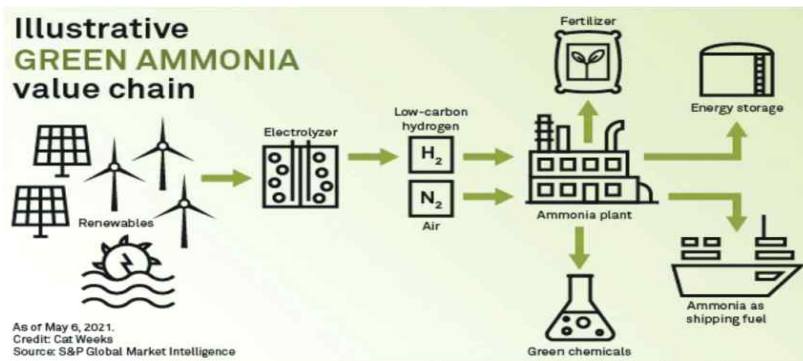 Illustrative
GREEN AMMONIA
value chain
Renewables
Electrolyzer
Low-carbon
hydrogen
H₂
N₂
Air
Ammonia plant
Fertilizer
Energy storage
Ammonia as
shipping fuel
Green chemicals
As of May 6, 2021.
Credit: Cat Weeks
Source: S&P Global Market Intelligence